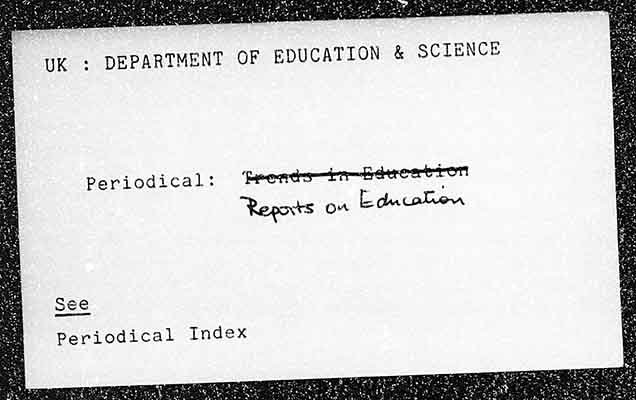 UK : DEPARTMENT OF EDUCATION & SCIENCE
Periodical: Trends in Education
Reports on Education
See
Periodical Index